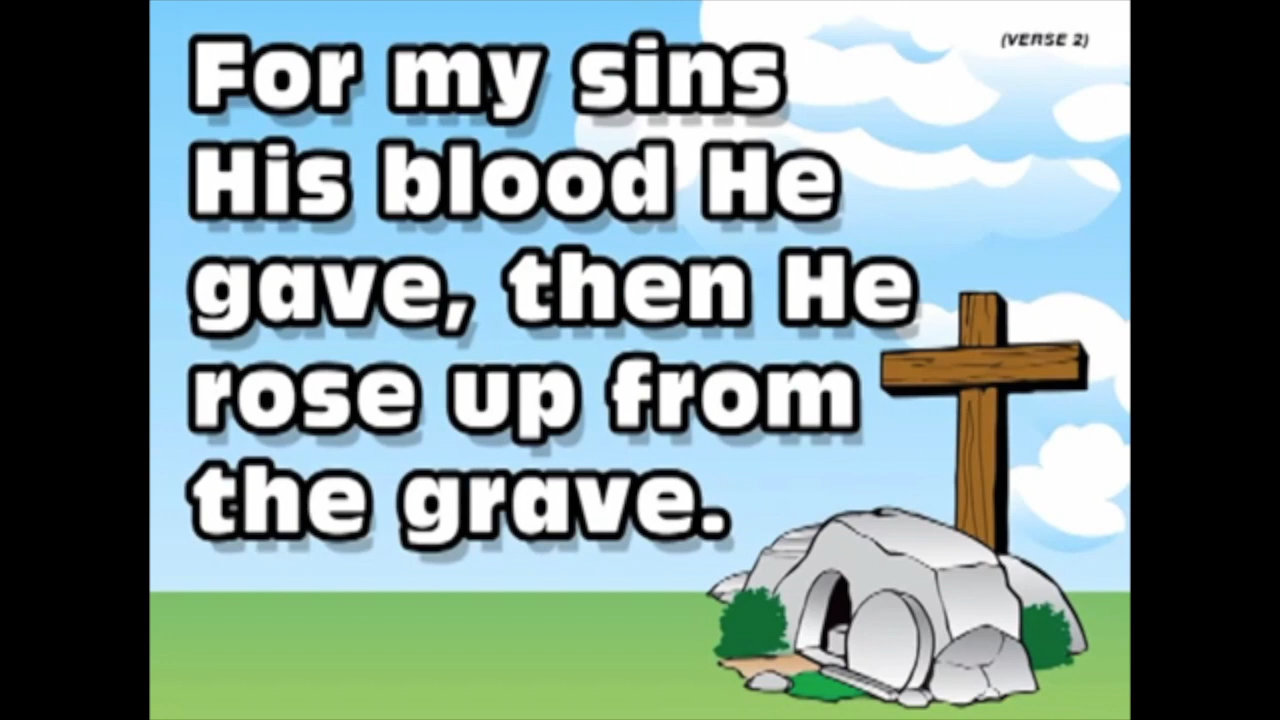 (VERSE 2)
For my sins
His blood He
gave, then He
rose up from
the grave.